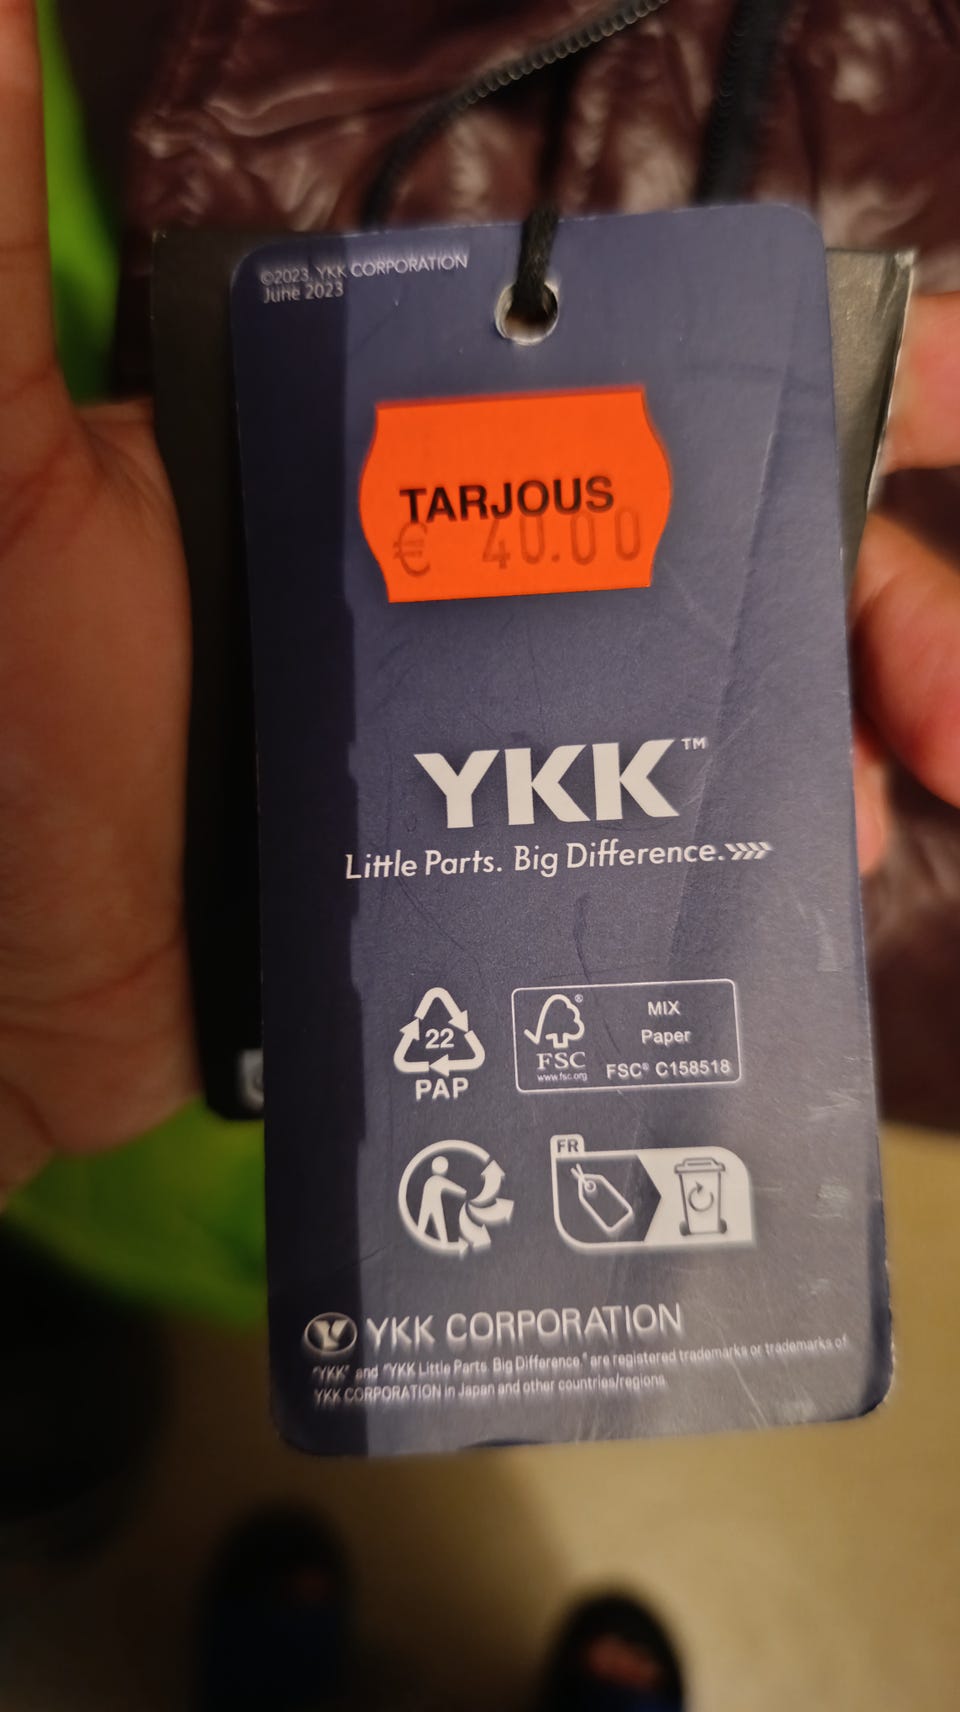 ©2023, YKK CORPORATION
June 2023
TARJOUS
€ 40.00
YKK™
Little Parts. Big Difference.
22
PAP
FSC®
www.fsc.org
MIX
Paper
FSC® C158518
FR
YKK CORPORATION
"YKK" and "YKK Little Parts. Big Difference." are registered trademarks or trademarks of
YKK CORPORATION in Japan and other countries/regions.